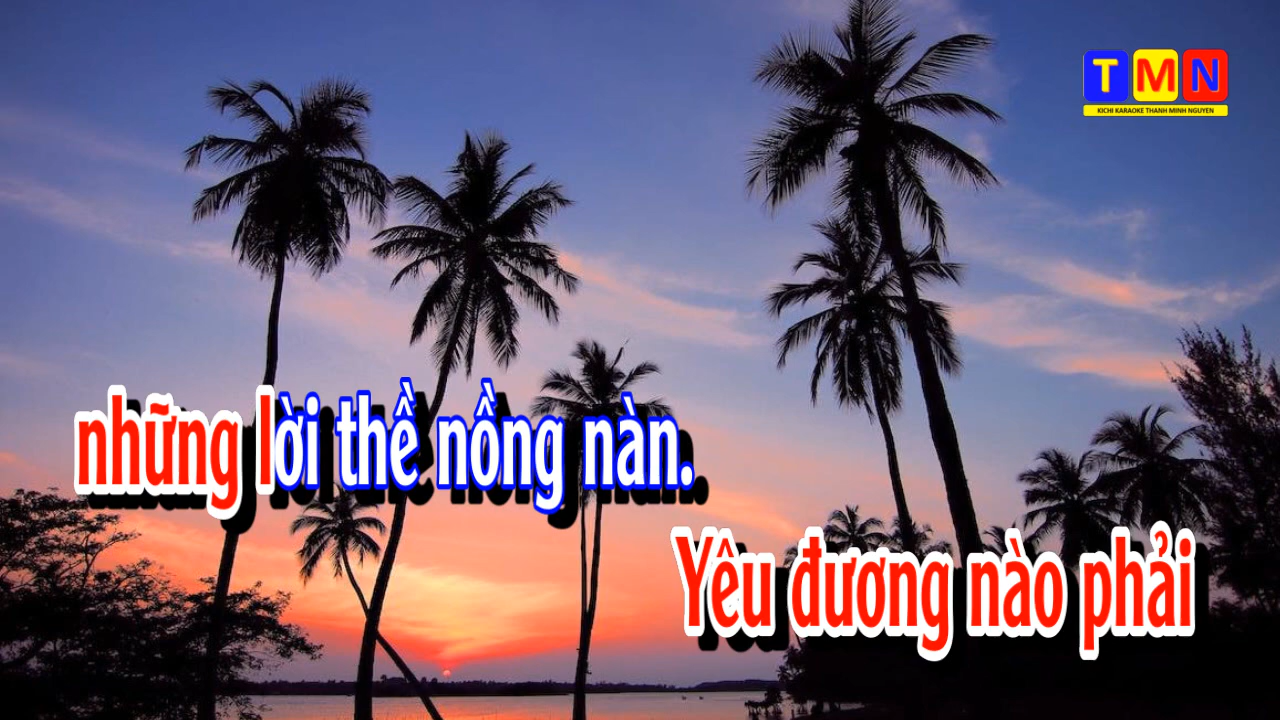 TMN
KICHI KARAOKE THANH MINH NGUYEN
những lời thề nồng nàn.
Yêu đương nào phải